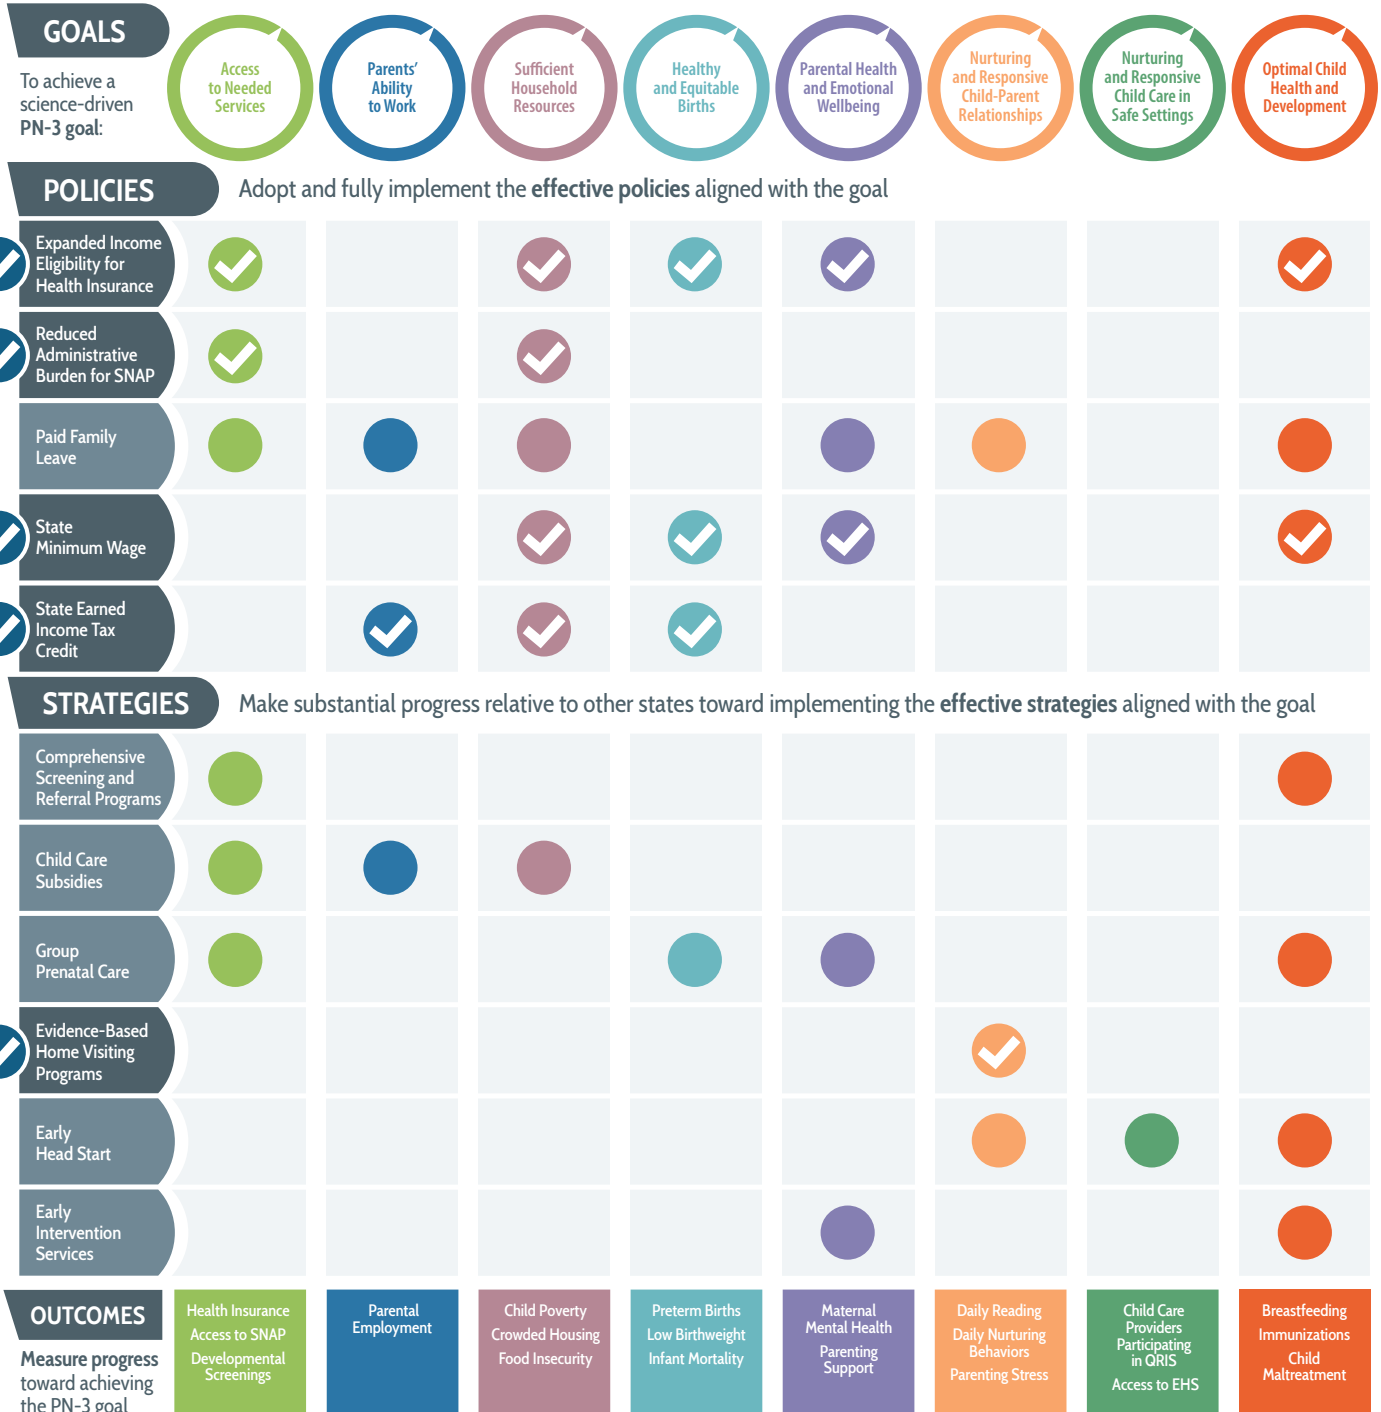 GOALS
To achieve a
science-driven
PN-3 goal:
Access
to Needed
Services
Parents’
Ability
to Work
Sufficient
Household
Resources
Healthy
and Equitable
Births
Parental Health
and Emotional
Wellbeing
Nurturing
and Responsive
Child-Parent
Relationships
Nurturing
and Responsive
Child Care in
Safe Settings
Optimal Child
Health and
Development
POLICIES
Adopt and fully implement the effective policies aligned with the goal
Expanded Income
Eligibility for
Health Insurance
Reduced
Administrative
Burden for SNAP
Paid Family
Leave
State
Minimum Wage
State Earned
Income Tax
Credit
STRATEGIES
Make substantial progress relative to other states toward implementing the effective strategies aligned with the goal
Comprehensive
Screening and
Referral Programs
Child Care
Subsidies
Group
Prenatal Care
Evidence-Based
Home Visiting
Programs
Early
Head Start
Early
Intervention
Services
OUTCOMES
Measure progress
toward achieving
the PN-3 goal
Health Insurance
Access to SNAP
Developmental
Screenings
Parental
Employment
Child Poverty
Crowded Housing
Food Insecurity
Preterm Births
Low Birthweight
Infant Mortality
Maternal
Mental Health
Parenting
Support
Daily Reading
Daily Nurturing
Behaviors
Parenting Stress
Child Care
Providers
Participating
in QRIS
Access to EHS
Breastfeeding
Immunizations
Child
Maltreatment